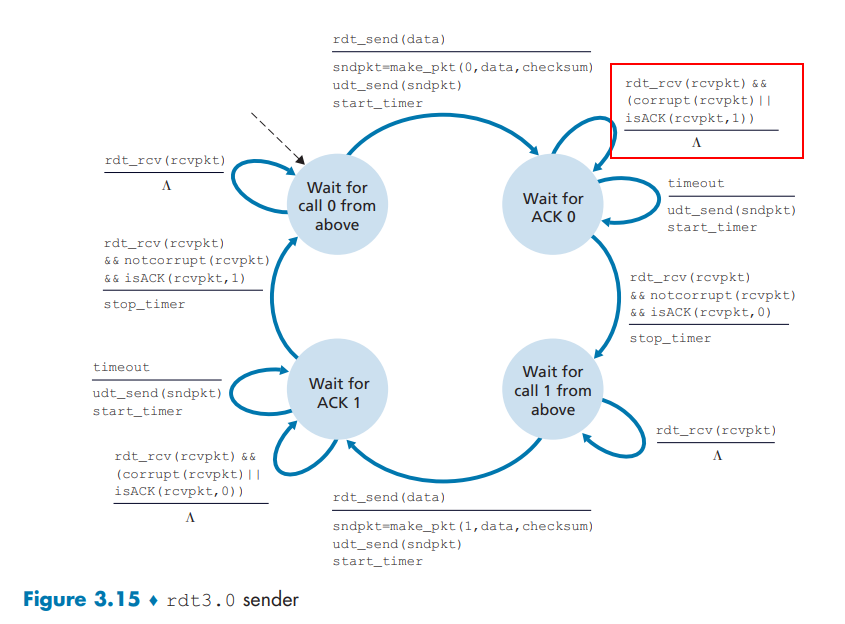 rdt_send(data)
sndpkt=make_pkt(0,data,checksum)
udt_send(sndpkt)
start_timer
rdt_rcv(rcvpkt) &&
(corrupt(rcvpkt)||
isACK(rcvpkt,1))
Λ
rdt_rcv(rcvpkt)
Λ
Wait for
call 0 from
above
Wait for
ACK 0
timeout
udt_send(sndpkt)
start_timer
rdt_rcv(rcvpkt)
&& notcorrupt(rcvpkt)
&& isACK(rcvpkt,1)
stop_timer
rdt_rcv(rcvpkt)
&& notcorrupt(rcvpkt)
&& isACK(rcvpkt,0)
stop_timer
timeout
udt_send(sndpkt)
start_timer
Wait for
ACK 1
Wait for
call 1 from
above
rdt_rcv(rcvpkt)
Λ
rdt_rcv(rcvpkt) &&
(corrupt(rcvpkt)||
isACK(rcvpkt,0))
Λ
rdt_send(data)
sndpkt=make_pkt(1,data,checksum)
udt_send(sndpkt)
start_timer
Figure 3.15 ♦ rdt3.0 sender